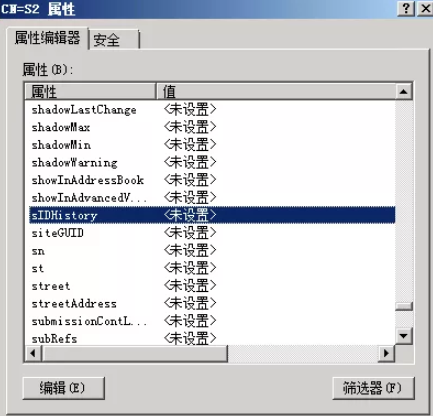 CN=S2 属性
属性编辑器 安全
属性(B):
属性 值
shadowLastChange <未设置>
shadowMax <未设置>
shadowMin <未设置>
shadowWarning <未设置>
showInAddressBook <未设置>
showInAdvancedV... <未设置>
sIDHistory <未设置>
siteGUID <未设置>
sn <未设置>
st <未设置>
street <未设置>
streetAddress <未设置>
submissionContL... <未设置>
subRefs <未设置>
编辑(E) 筛选器(F)